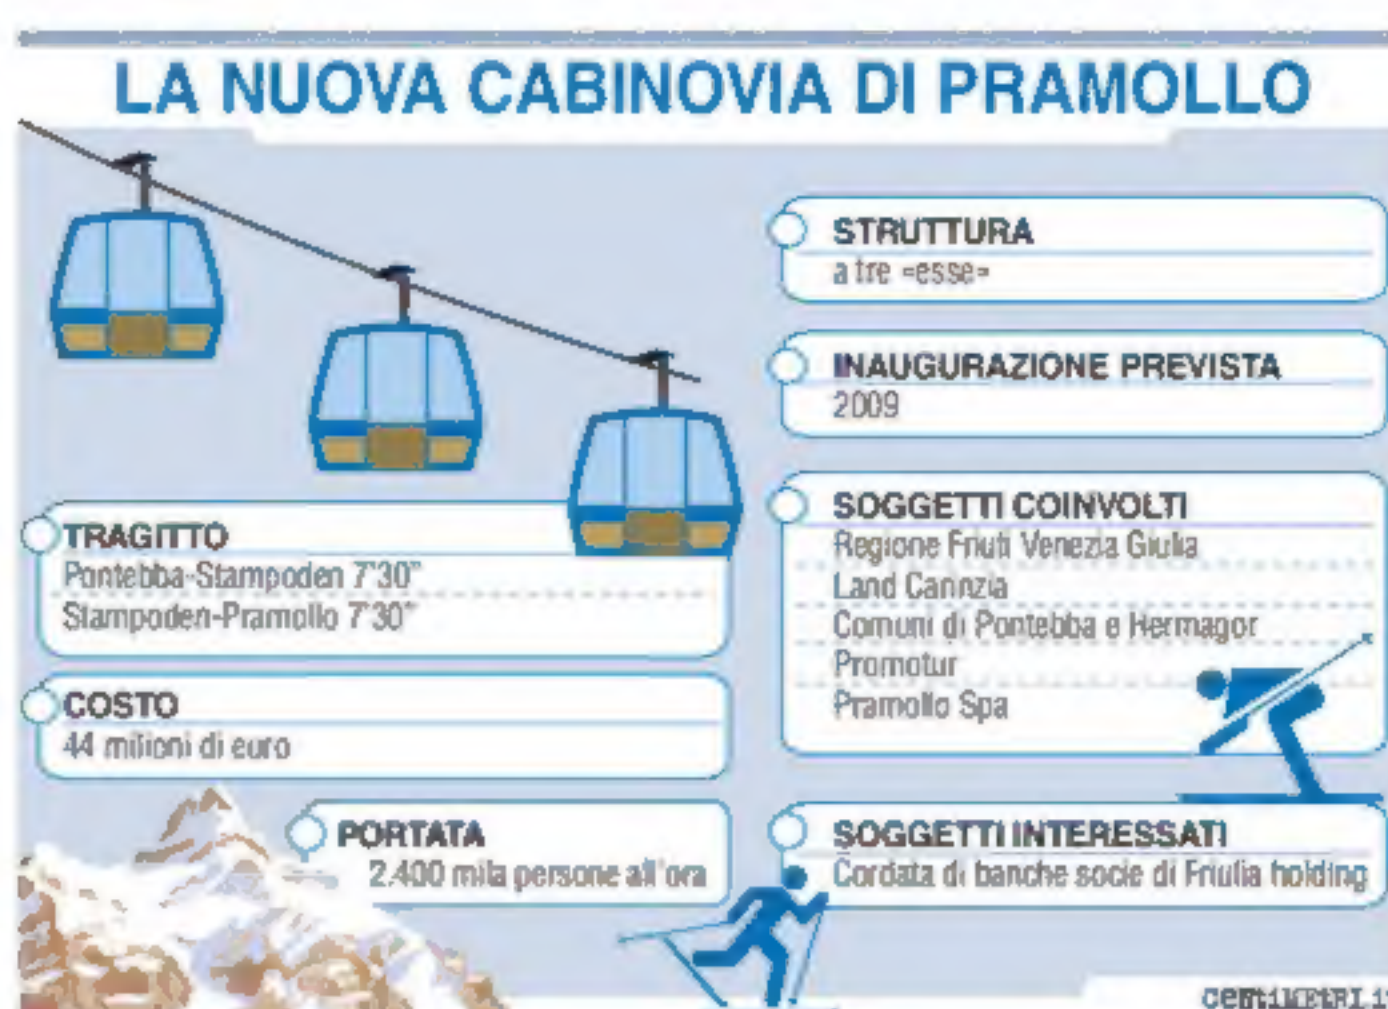 LA NUOVA CABINOVIA DI PRAMOLLO
STRUTTURA
a tre «esse»
INAUGURAZIONE PREVISTA
2009
SOGGETTI COINVOLTI
Regione Friuli Venezia Giulia
Land Carinzia
Comuni di Pontebba e Hermagor
Promotur
Pramollo Spa
TRAGITTO
Pontebba-Stampoden 7'30"
Stampoden-Pramollo 7'30"
COSTO
44 milioni di euro
PORTATA
2.400 mila persone all'ora
SOGGETTI INTERESSATI
Cordata di banche socie di Friulia holding
CENTIMETRI.it